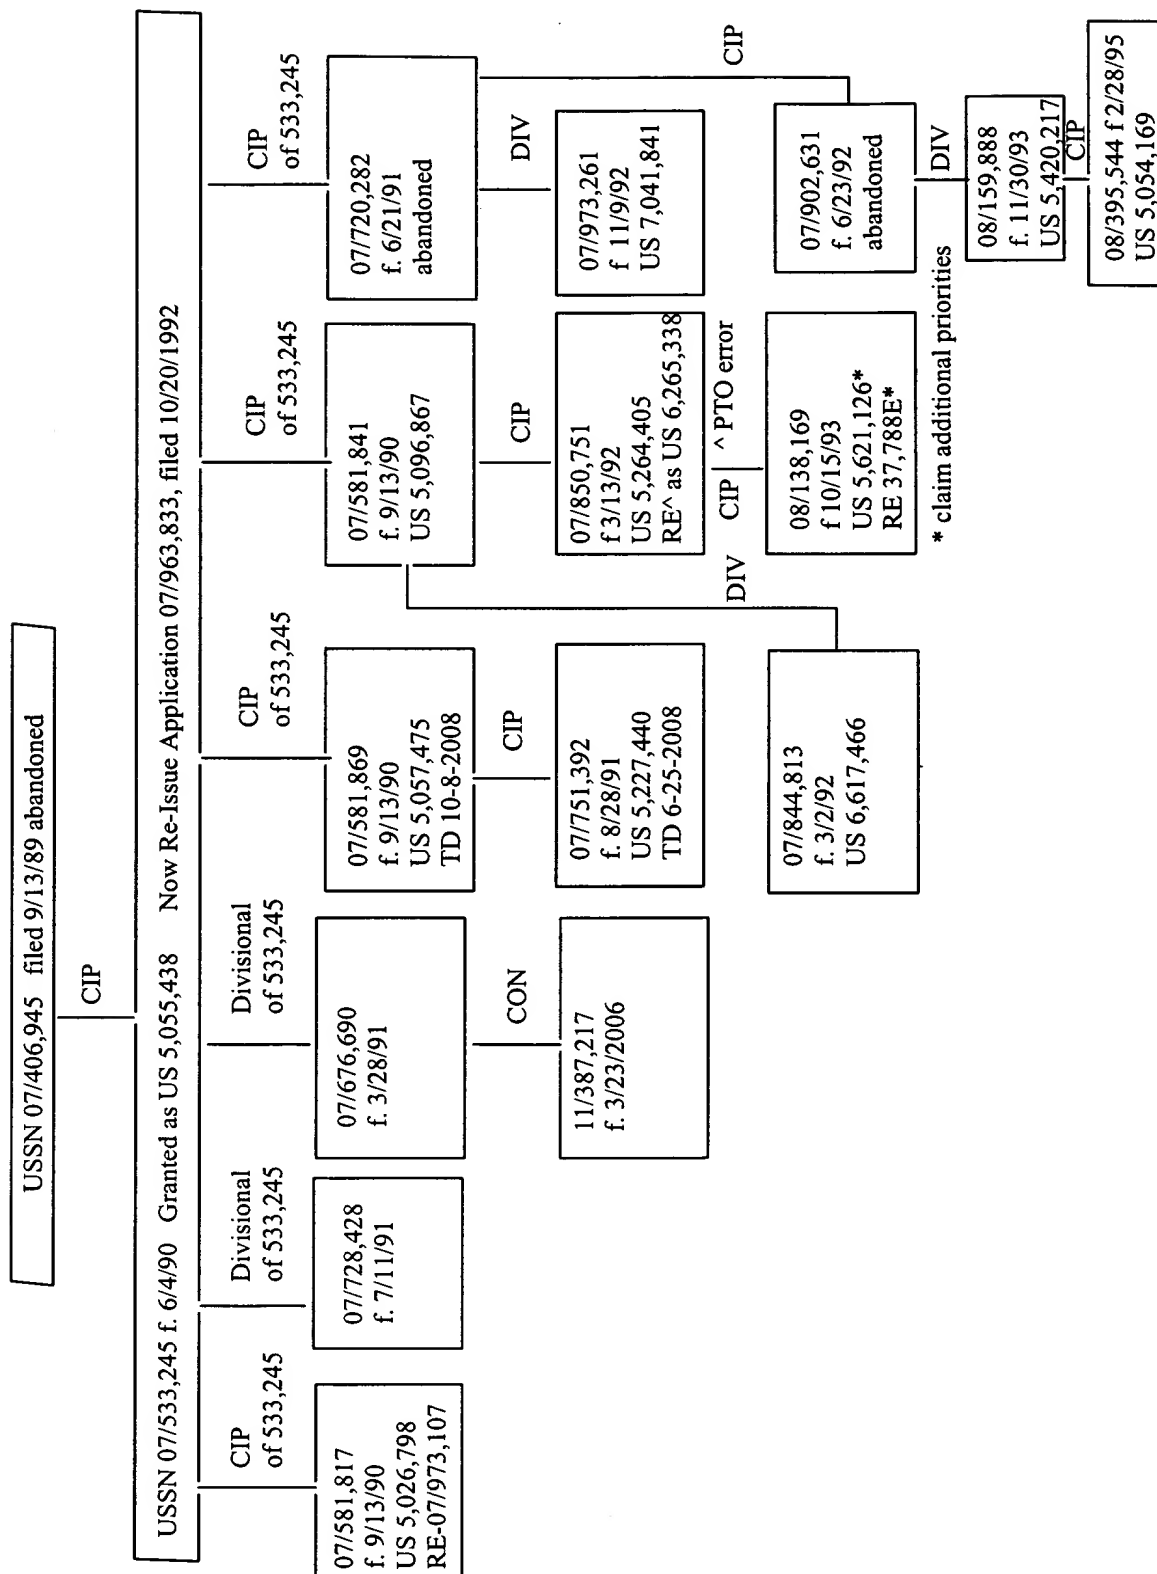 USSN 07/406,945 filed 9/13/89 abandoned
CIP
USSN 07/533,245 f. 6/4/90 Granted as US 5,055,438 Now Re-Issue Application 07/963,833, filed 10/20/1992
CIP
of 533,245
Divisional
of 533,245
Divisional
of 533,245
CIP
of 533,245
CIP
of 533,245
CIP
of 533,245
07/581,817
f. 9/13/90
US 5,026,798
RE-07/973,107
07/728,428
f. 7/11/91
07/676,690
f. 3/28/91
07/581,869
f. 9/13/90
US 5,057,475
TD 10-8-2008
07/581,841
f. 9/13/90
US 5,096,867
07/720,282
f. 6/21/91
abandoned
CON
CIP
CIP
DIV
CIP
11/387,217
f. 3/23/2006
07/751,392
f. 8/28/91
US 5,227,440
TD 6-25-2008
07/850,751
f 3/13/92
US 5,264,405
RE^ as US 6,265,338
07/973,261
f 11/9/92
US 7,041,841
DIV
CIP
^ PTO error
07/844,813
f. 3/2/92
US 6,617,466
08/138,169
f 10/15/93
US 5,621,126*
RE 37,788E*
07/902,631
f. 6/23/92
abandoned
* claim additional priorities
DIV
08/159,888
f. 11/30/93
US 5,420,217
CIP
08/395,544 f 2/28/95
US 5,054,169